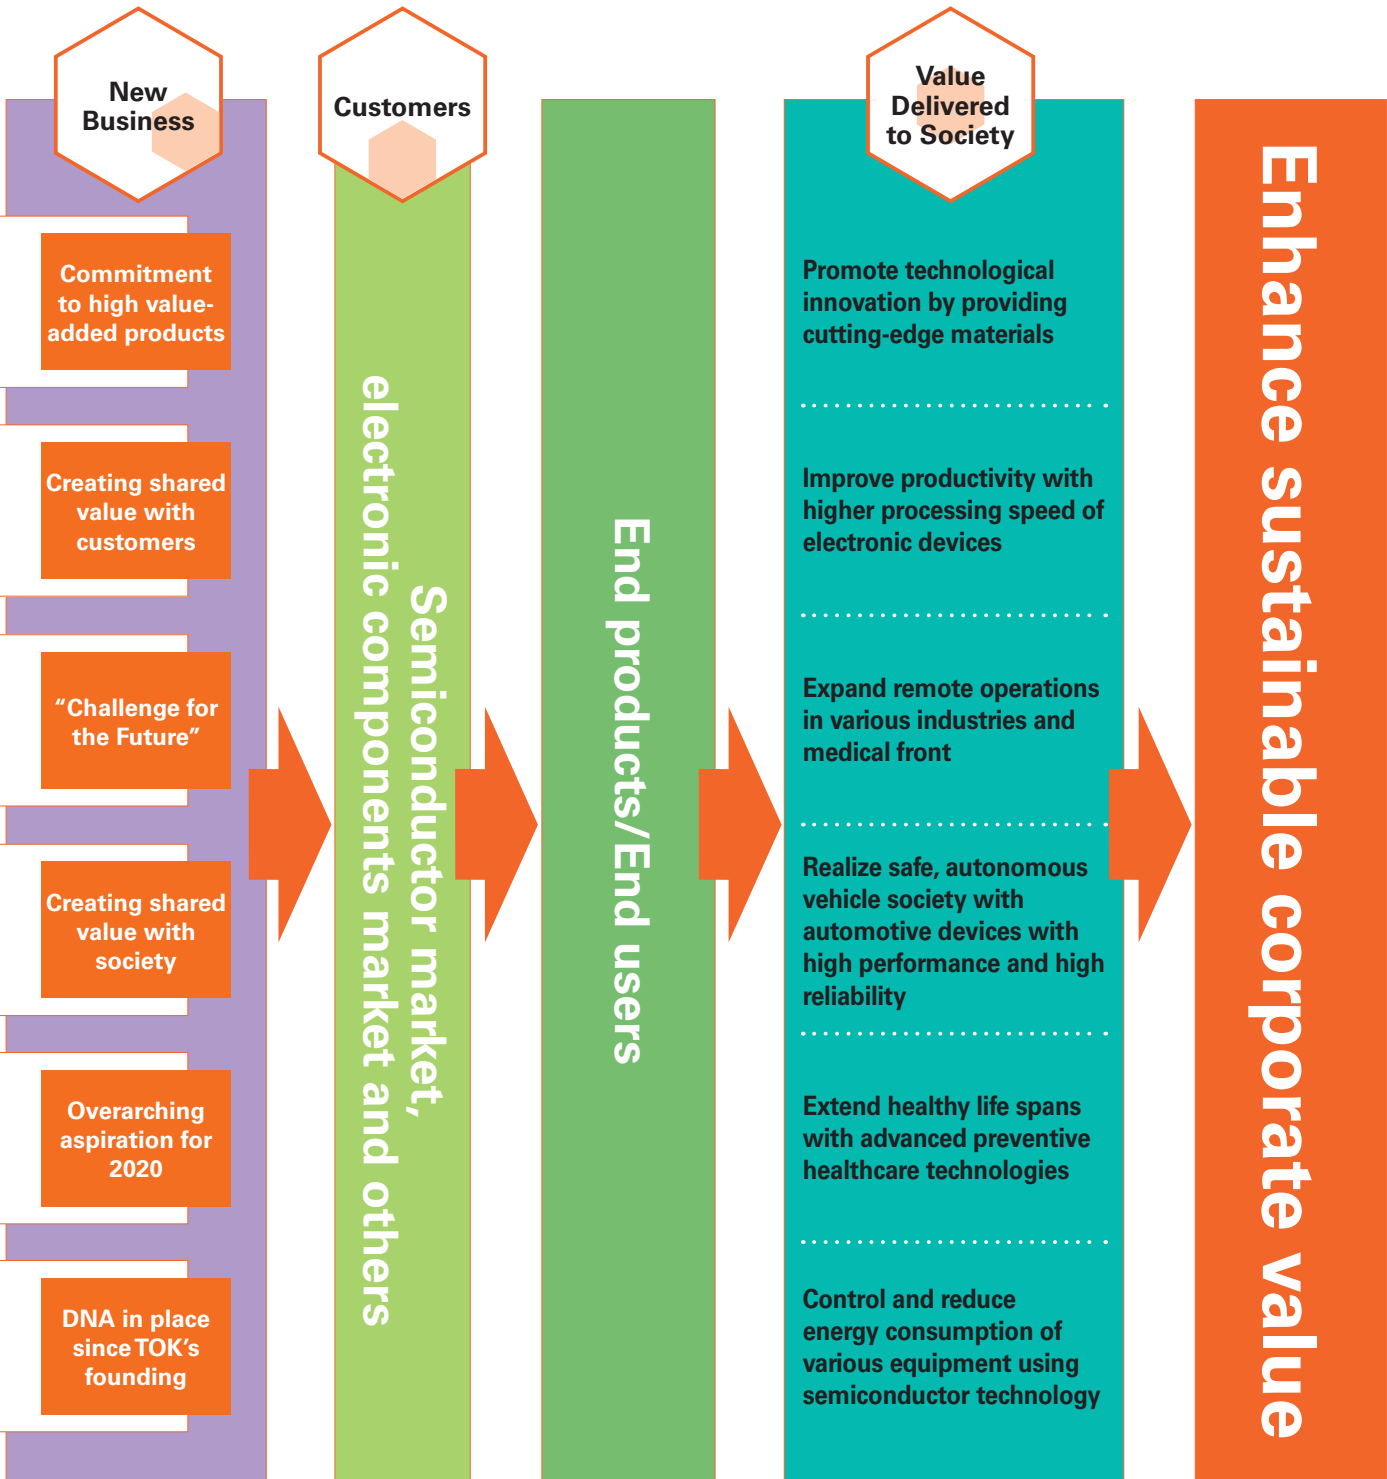 New
Business
Commitment
to high value-
added products
Creating shared
value with
customers
“Challenge for
the Future”
Creating shared
value with
society
Overarching
aspiration for
2020
DNA in place
since TOK’s
founding
Customers
Semiconductor market,
electronic components market and others
End products/End users
Value
Delivered
to Society
Promote technological
innovation by providing
cutting-edge materials
Improve productivity with
higher processing speed of
electronic devices
Expand remote operations
in various industries and
medical front
Realize safe, autonomous
vehicle society with
automotive devices with
high performance and high
reliability
Extend healthy life spans
with advanced preventive
healthcare technologies
Control and reduce
energy consumption of
various equipment using
semiconductor technology
Enhance sustainable corporate value